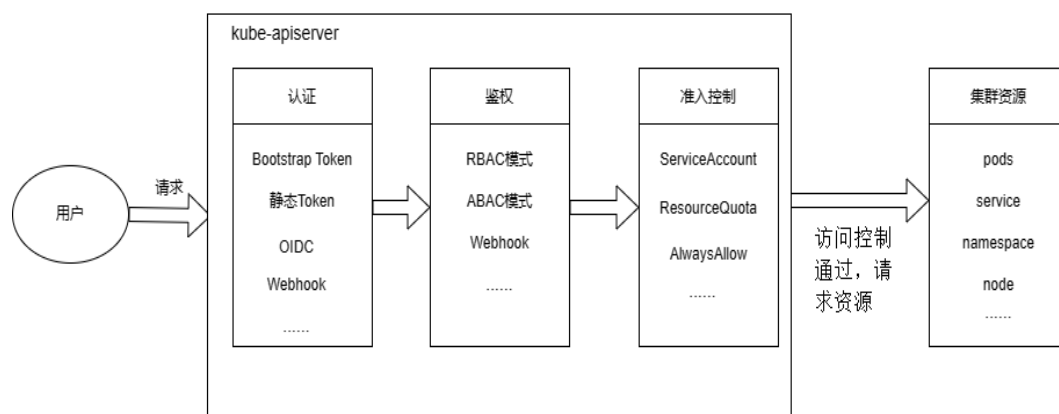 kube-apiserver
认证
Bootstrap Token
静态Token
OIDC
Webhook
......
鉴权
RBAC模式
ABAC模式
Webhook
......
准入控制
ServiceAccount
ResourceQuota
AlwaysAllow
......
集群资源
pods
service
namespace
node
......
用户
请求
访问控制
通过，请
求资源